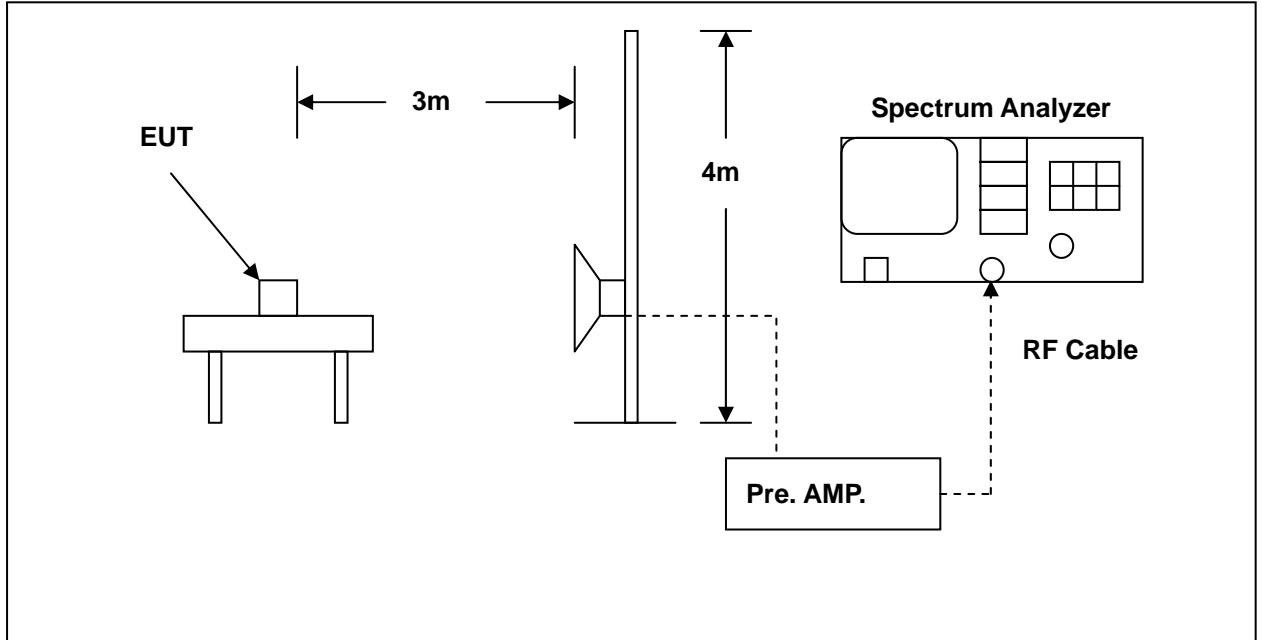 3m
Spectrum Analyzer
EUT
4m
RF Cable
Pre. AMP.